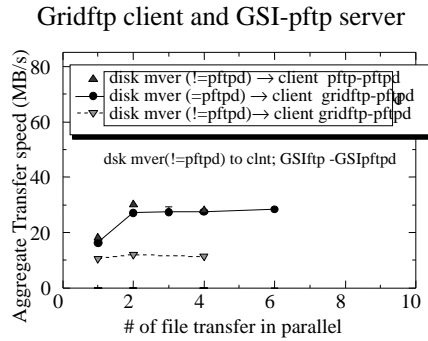 Gridftp client and GSI-pftp server
Aggregate Transfer speed (MB/s)
80
60
40
20
0
disk mver (!=pftpd) → client pftp-pftpd
disk mver (=pftpd) → client gridftp-pftpd
disk mver (!=pftpd) → client gridftp-pftpd
dsk mver(!=pftpd) to clnt; GSIftp -GSIpftpd
0 2 4 6 8 10
# of file transfer in parallel